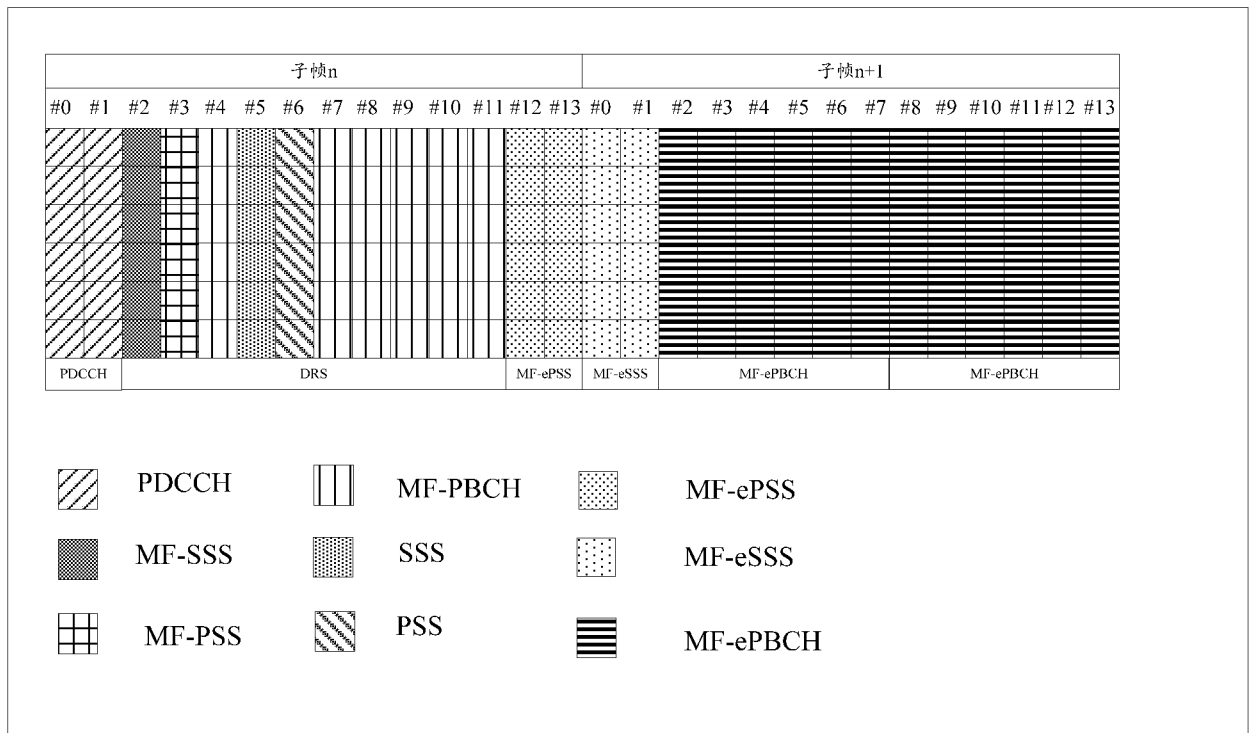 子帧n 子帧n+1
#0 #1 #2 #3 #4 #5 #6 #7 #8 #9 #10 #11 #12 #13 #0 #1 #2 #3 #4 #5 #6 #7 #8 #9 #10 #11 #12 #13
PDCCH DRS MF-ePSS MF-eSSS MF-ePBCH MF-ePBCH
PDCCH MF-PBCH MF-ePSS
MF-SSS SSS MF-eSSS
MF-PSS PSS MF-ePBCH